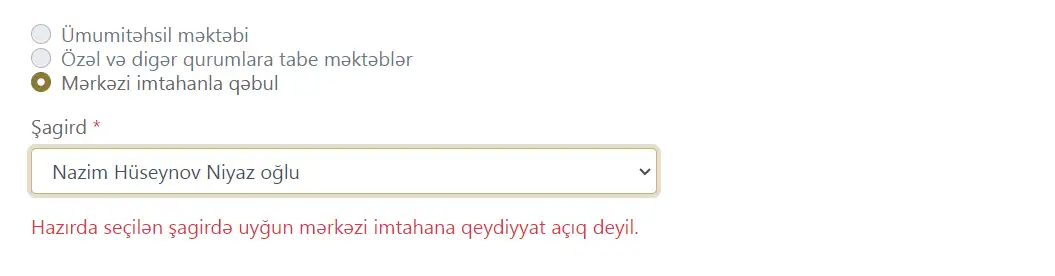 Ümumitəhsil məktəbi
Özəl və digər qurumlara tabe məktəblər
Mərkəzi imtahanla qəbul
Şagird *
Nazim Hüseynov Niyaz oğlu
Hazırda seçilən şagirdə uyğun mərkəzi imtahana qeydiyyat açıq deyil.